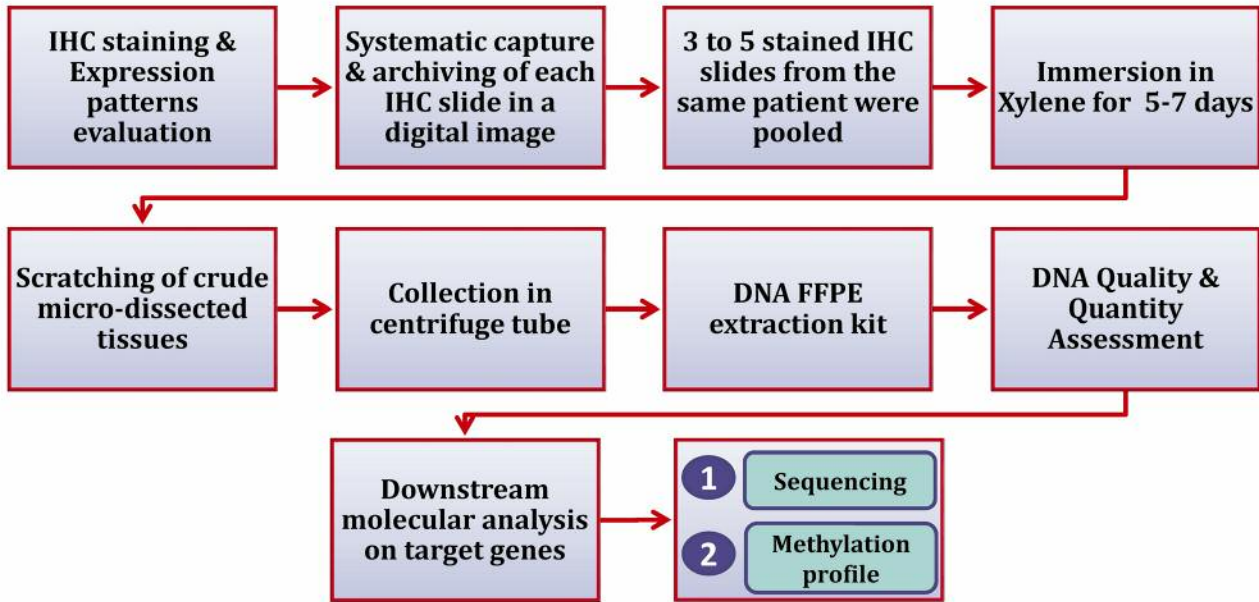 IHC staining &
Expression
patterns
evaluation
Systematic capture
& archiving of each
IHC slide in a
digital image
3 to 5 stained IHC
slides from the
same patient were
pooled
Immersion in
Xylene for 5-7 days
Scratching of crude
micro-dissected
tissues
Collection in
centrifuge tube
DNA FFPE
extraction kit
DNA Quality &
Quantity
Assessment
Downstream
molecular analysis
on target genes
1
Sequencing
2
Methylation
profile